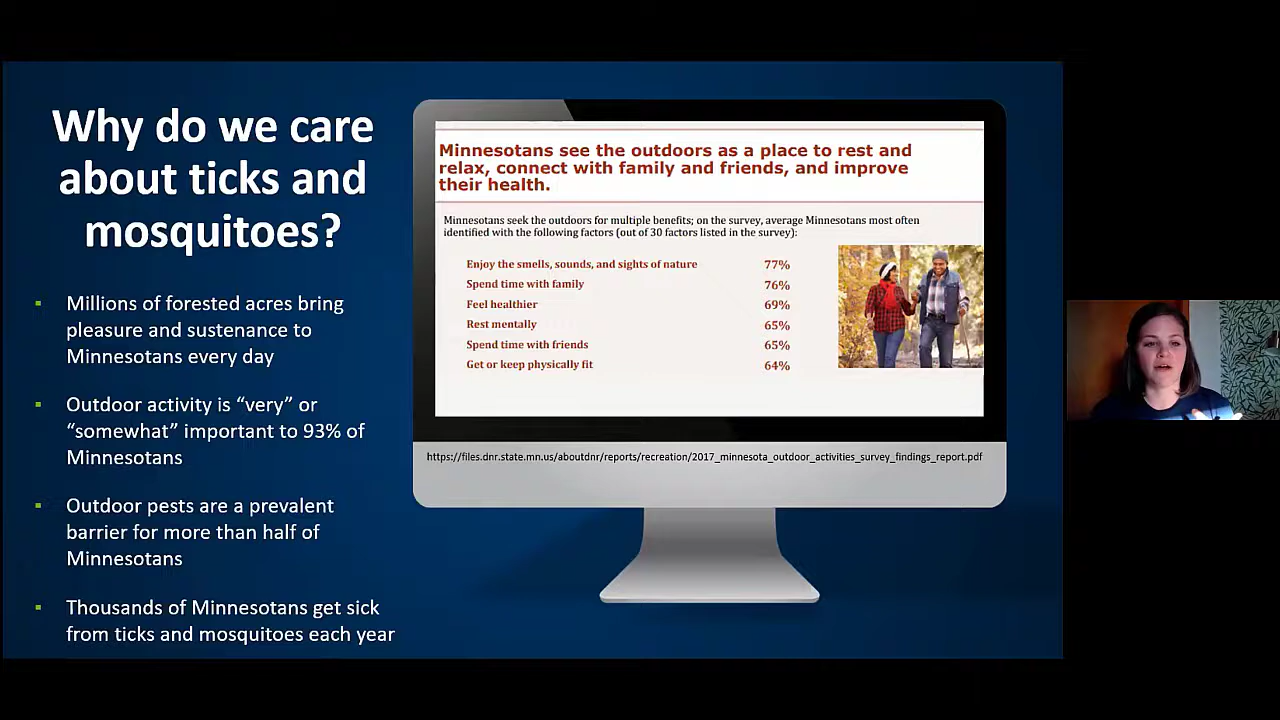 Why do we care
about ticks and
mosquitoes?
▪ Millions of forested acres bring
pleasure and sustenance to
Minnesotans every day
▪ Outdoor activity is “very” or
“somewhat” important to 93% of
Minnesotans
▪ Outdoor pests are a prevalent
barrier for more than half of
Minnesotans
▪ Thousands of Minnesotans get sick
from ticks and mosquitoes each year
Minnesotans see the outdoors as a place to rest and
relax, connect with family and friends, and improve
their health.
Minnesotans seek the outdoors for multiple benefits; on the survey, average Minnesotans most often
identified with the following factors (out of 30 factors listed in the survey):
Enjoy the smells, sounds, and sights of nature 77%
Spend time with family 76%
Feel healthier 69%
Rest mentally 65%
Spend time with friends 65%
Get or keep physically fit 64%
https://files.dnr.state.mn.us/aboutdnr/reports/recreation/2017_minnesota_outdoor_activities_survey_findings_report.pdf